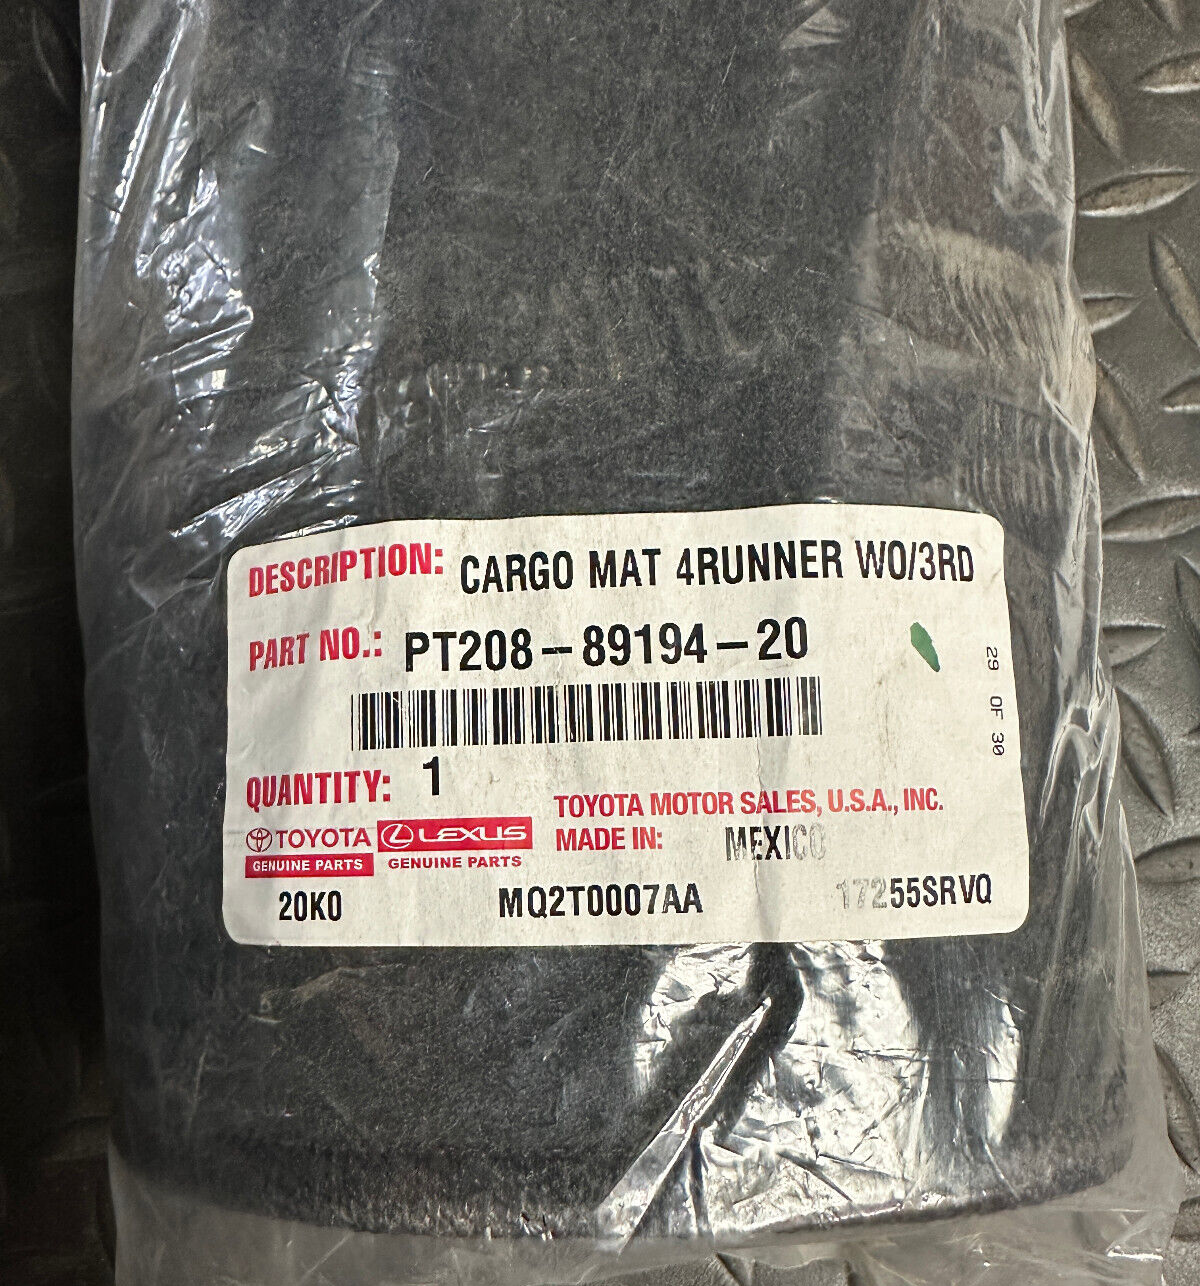 DESCRIPTION: CARGO MAT 4RUNNER WO/3RD
PART NO.: PT208-89194-20
29 OF 30
QUANTITY: 1
TOYOTA MOTOR SALES, U.S.A., INC.
TOYOTA LEXUS
MADE IN: MEXICO
GENUINE PARTS GENUINE PARTS
20K0 MQ2T0007AA 17255SRVQ